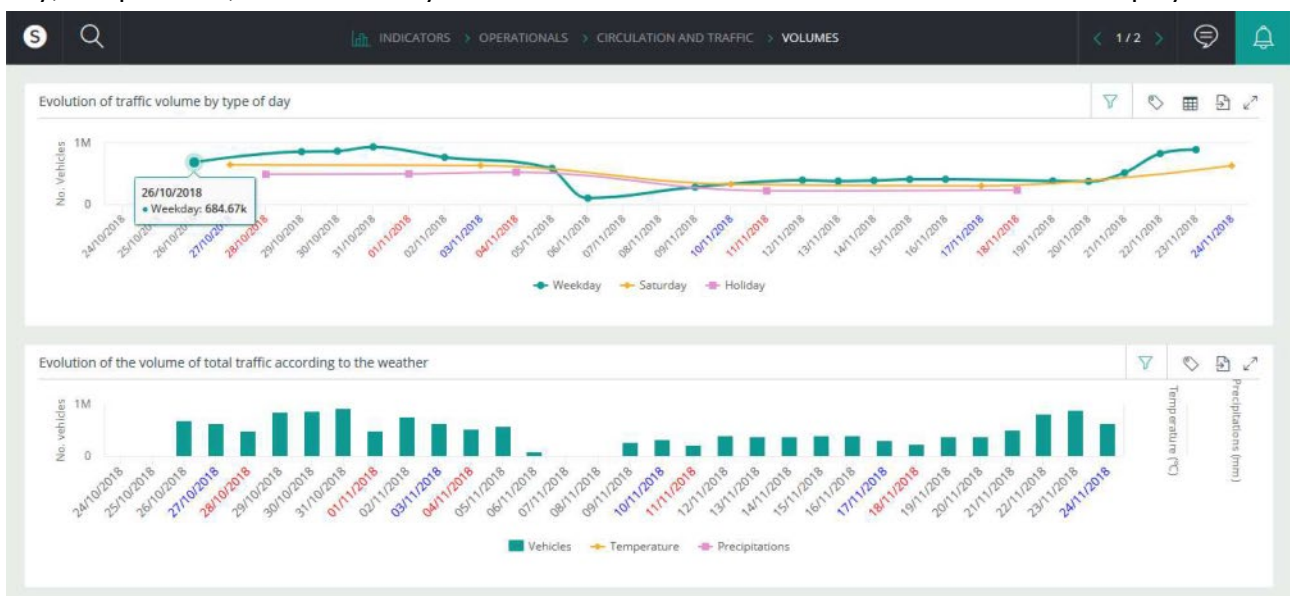 S
INDICATORS > OPERATIONALS > CIRCULATION AND TRAFFIC > VOLUMES
< 1/2 >
Evolution of traffic volume by type of day
No. Vehicles
1M
0
26/10/2018
Weekday: 684.67k
24/10/2018 25/10/2018 26/10/2018 27/10/2018 28/10/2018 29/10/2018 30/10/2018 31/10/2018 01/11/2018 02/11/2018 03/11/2018 04/11/2018 05/11/2018 06/11/2018 07/11/2018 08/11/2018 09/11/2018 10/11/2018 11/11/2018 12/11/2018 13/11/2018 14/11/2018 15/11/2018 16/11/2018 17/11/2018 18/11/2018 19/11/2018 20/11/2018 21/11/2018 22/11/2018 23/11/2018 24/11/2018
Weekday Saturday Holiday
Evolution of the volume of total traffic according to the weather
No. vehicles
1M
0
Temperature (°C)
Precipitations (mm)
24/10/2018 25/10/2018 26/10/2018 27/10/2018 28/10/2018 29/10/2018 30/10/2018 31/10/2018 01/11/2018 02/11/2018 03/11/2018 04/11/2018 05/11/2018 06/11/2018 07/11/2018 08/11/2018 09/11/2018 10/11/2018 11/11/2018 12/11/2018 13/11/2018 14/11/2018 15/11/2018 16/11/2018 17/11/2018 18/11/2018 19/11/2018 20/11/2018 21/11/2018 22/11/2018 23/11/2018 24/11/2018
Vehicles Temperature Precipitations